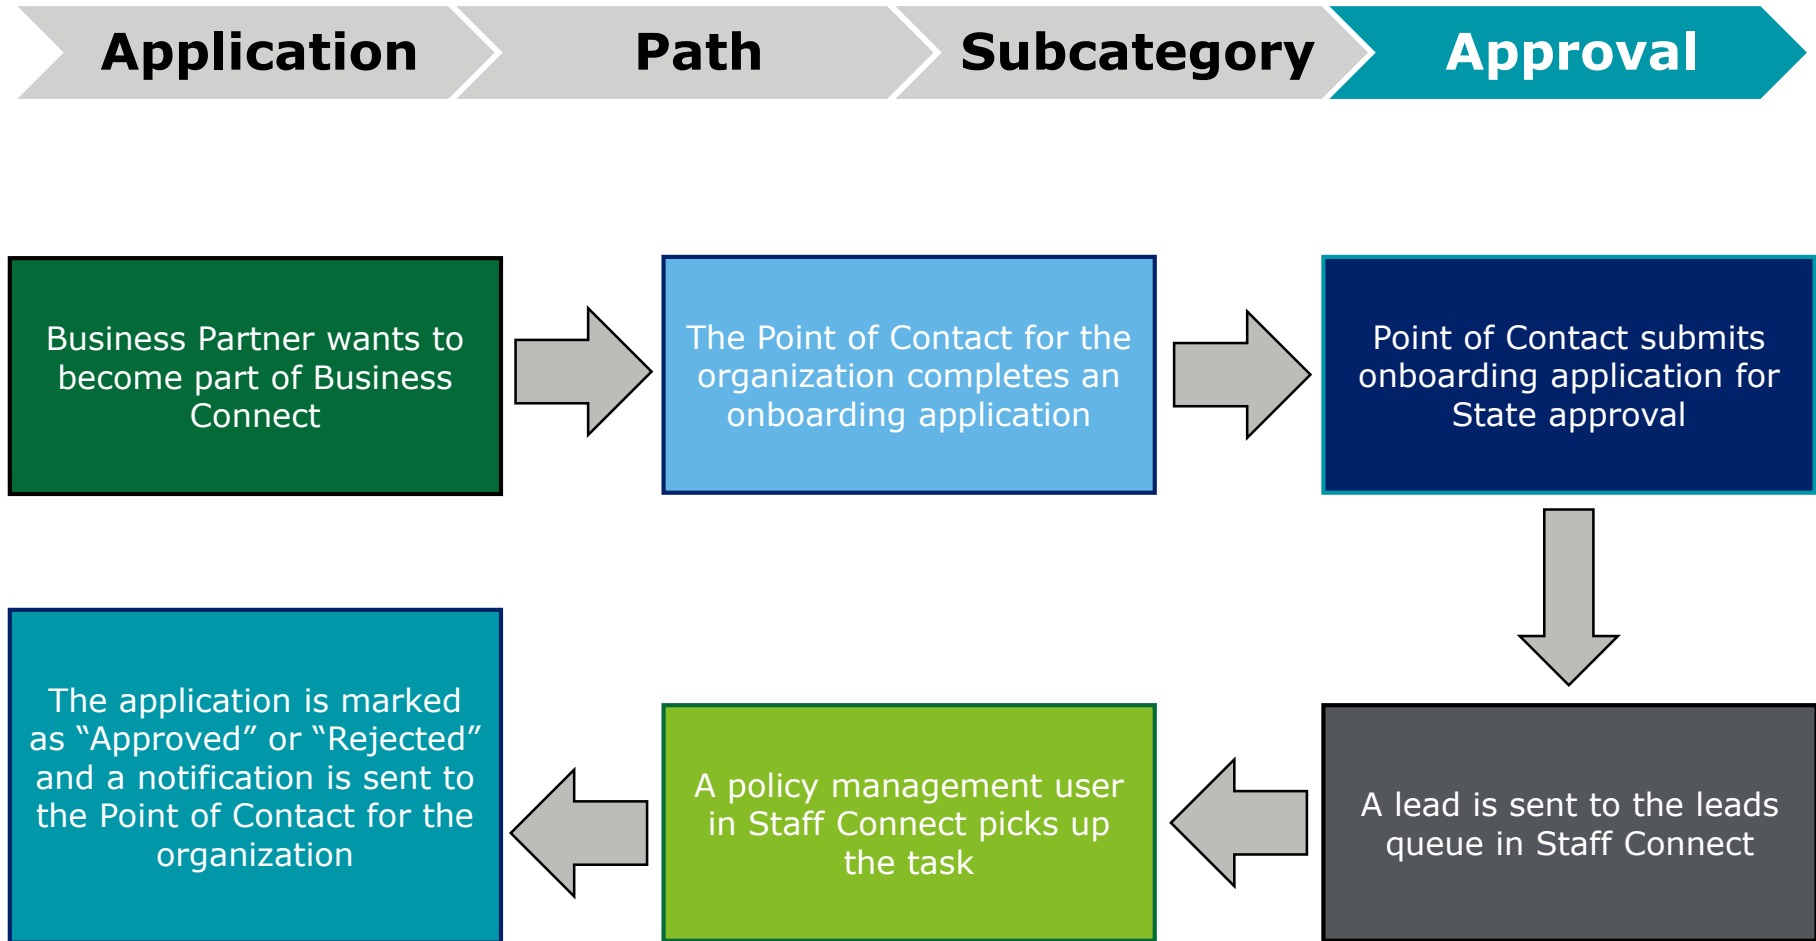 Application
Path
Subcategory
Approval
Business Partner wants to
become part of Business
Connect
The Point of Contact for the
organization completes an
onboarding application
Point of Contact submits
onboarding application for
State approval
A lead is sent to the leads
queue in Staff Connect
A policy management user
in Staff Connect picks up
the task
The application is marked
as “Approved” or “Rejected”
and a notification is sent to
the Point of Contact for the
organization